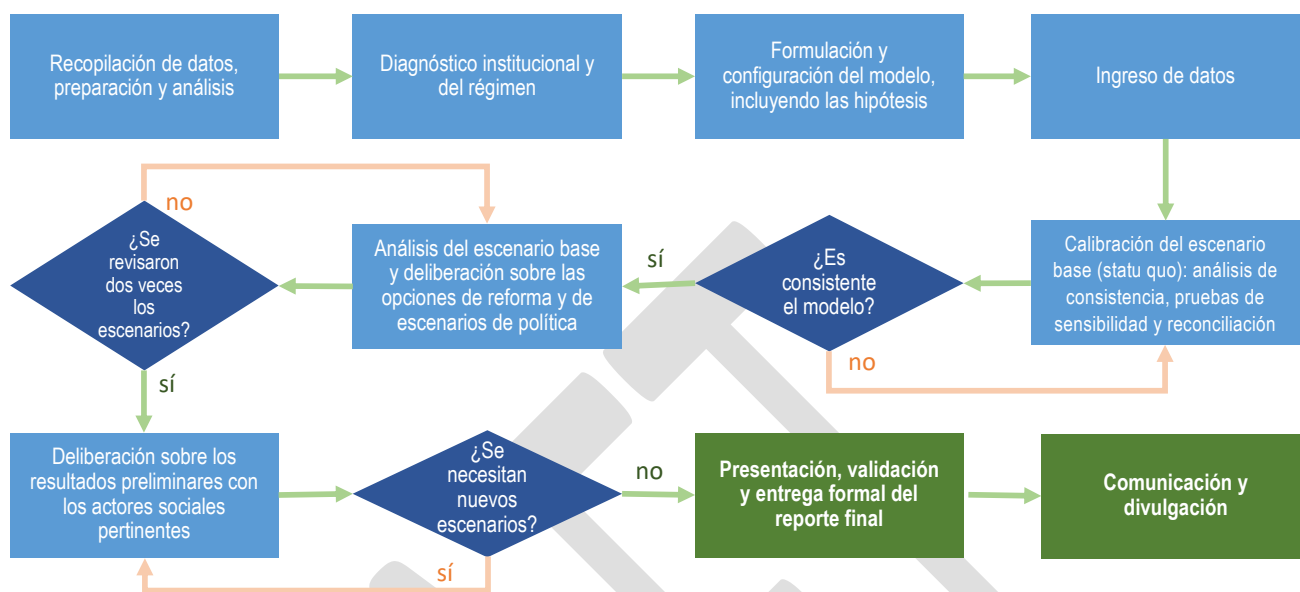 Recopilación de datos,
preparación y análisis
Diagnóstico institucional y
del régimen
Formulación y
configuración del modelo,
incluyendo las hipótesis
Ingreso de datos
no
¿Se
revisaron
dos veces
los
escenarios?
Análisis del escenario base
y deliberación sobre las
opciones de reforma y de
escenarios de política
sí
¿Es
consistente
el modelo?
Calibración del escenario
base (statu quo): análisis de
consistencia, pruebas de
sensibilidad y reconciliación
no
sí
Deliberación sobre los
resultados preliminares con
los actores sociales
pertinentes
¿Se
necesitan
nuevos
escenarios?
no
Presentación, validación
y entrega formal del
reporte final
Comunicación y
divulgación
sí